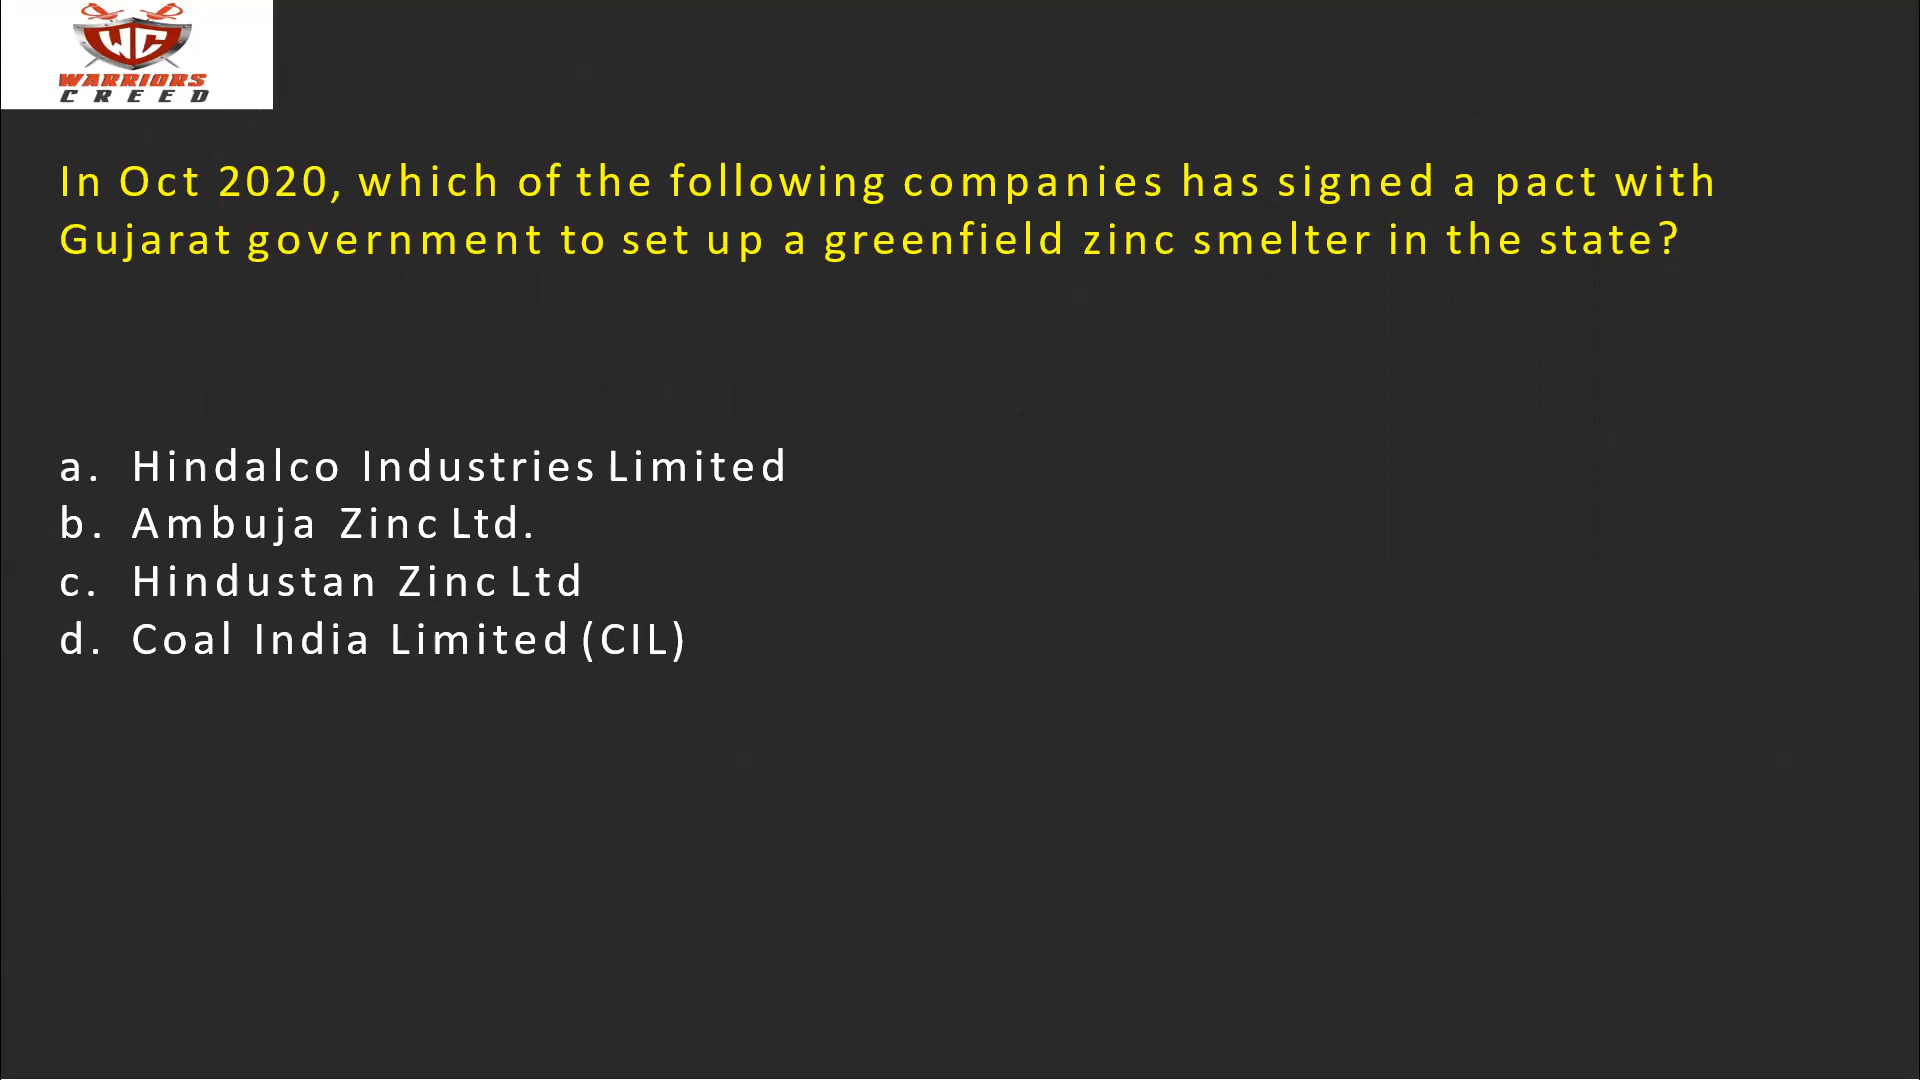 WC
WARRIORS
CREED
In Oct 2020, which of the following companies has signed a pact with
Gujarat government to set up a greenfield zinc smelter in the state?
a. Hindalco Industries Limited
b. Ambuja Zinc Ltd.
c. Hindustan Zinc Ltd
d. Coal India Limited (CIL)